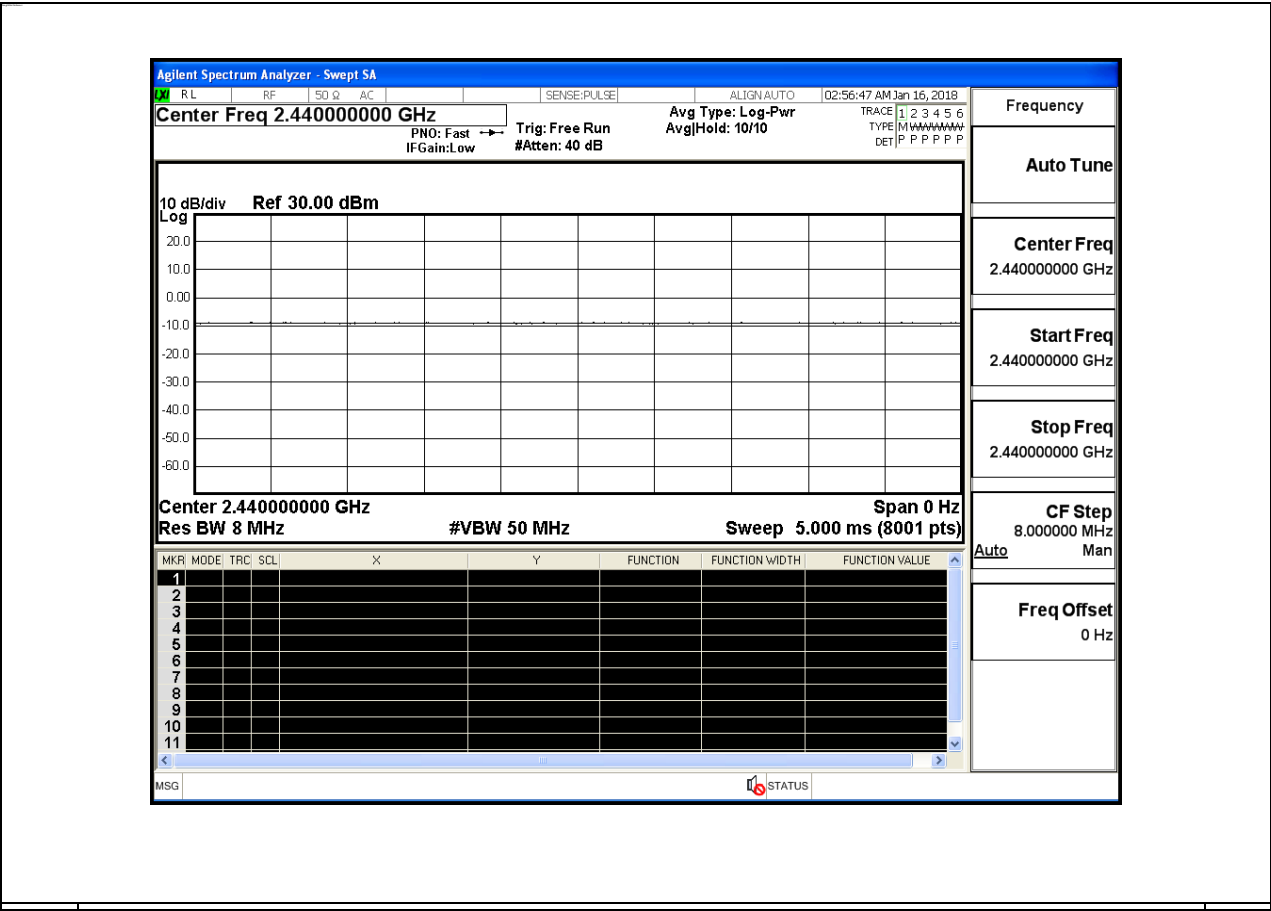 Agilent Spectrum Analyzer - Swept SA
LXI RL RF 50 Ω AC SENSE:PULSE ALIGN AUTO 02:56:47 AM Jan 16, 2018
Center Freq 2.440000000 GHz
PNO: Fast
IFGain:Low
Trig: Free Run
#Atten: 40 dB
Avg Type: Log-Pwr
Avg|Hold: 10/10
TRACE 1 2 3 4 5 6
TYPE M WWWWW
DET P P P P P P
10 dB/div Ref 30.00 dBm
Log
20.0
10.0
0.00
-10.0
-20.0
-30.0
-40.0
-50.0
-60.0
Center 2.440000000 GHz Span 0 Hz
Res BW 8 MHz #VBW 50 MHz Sweep 5.000 ms (8001 pts)
MKR MODE TRC SCL X Y FUNCTION FUNCTION WIDTH FUNCTION VALUE
1
2
3
4
5
6
7
8
9
10
11
MSG STATUS
Frequency
Auto Tune
Center Freq
2.440000000 GHz
Start Freq
2.440000000 GHz
Stop Freq
2.440000000 GHz
CF Step
8.000000 MHz
Auto Man
Freq Offset
0 Hz